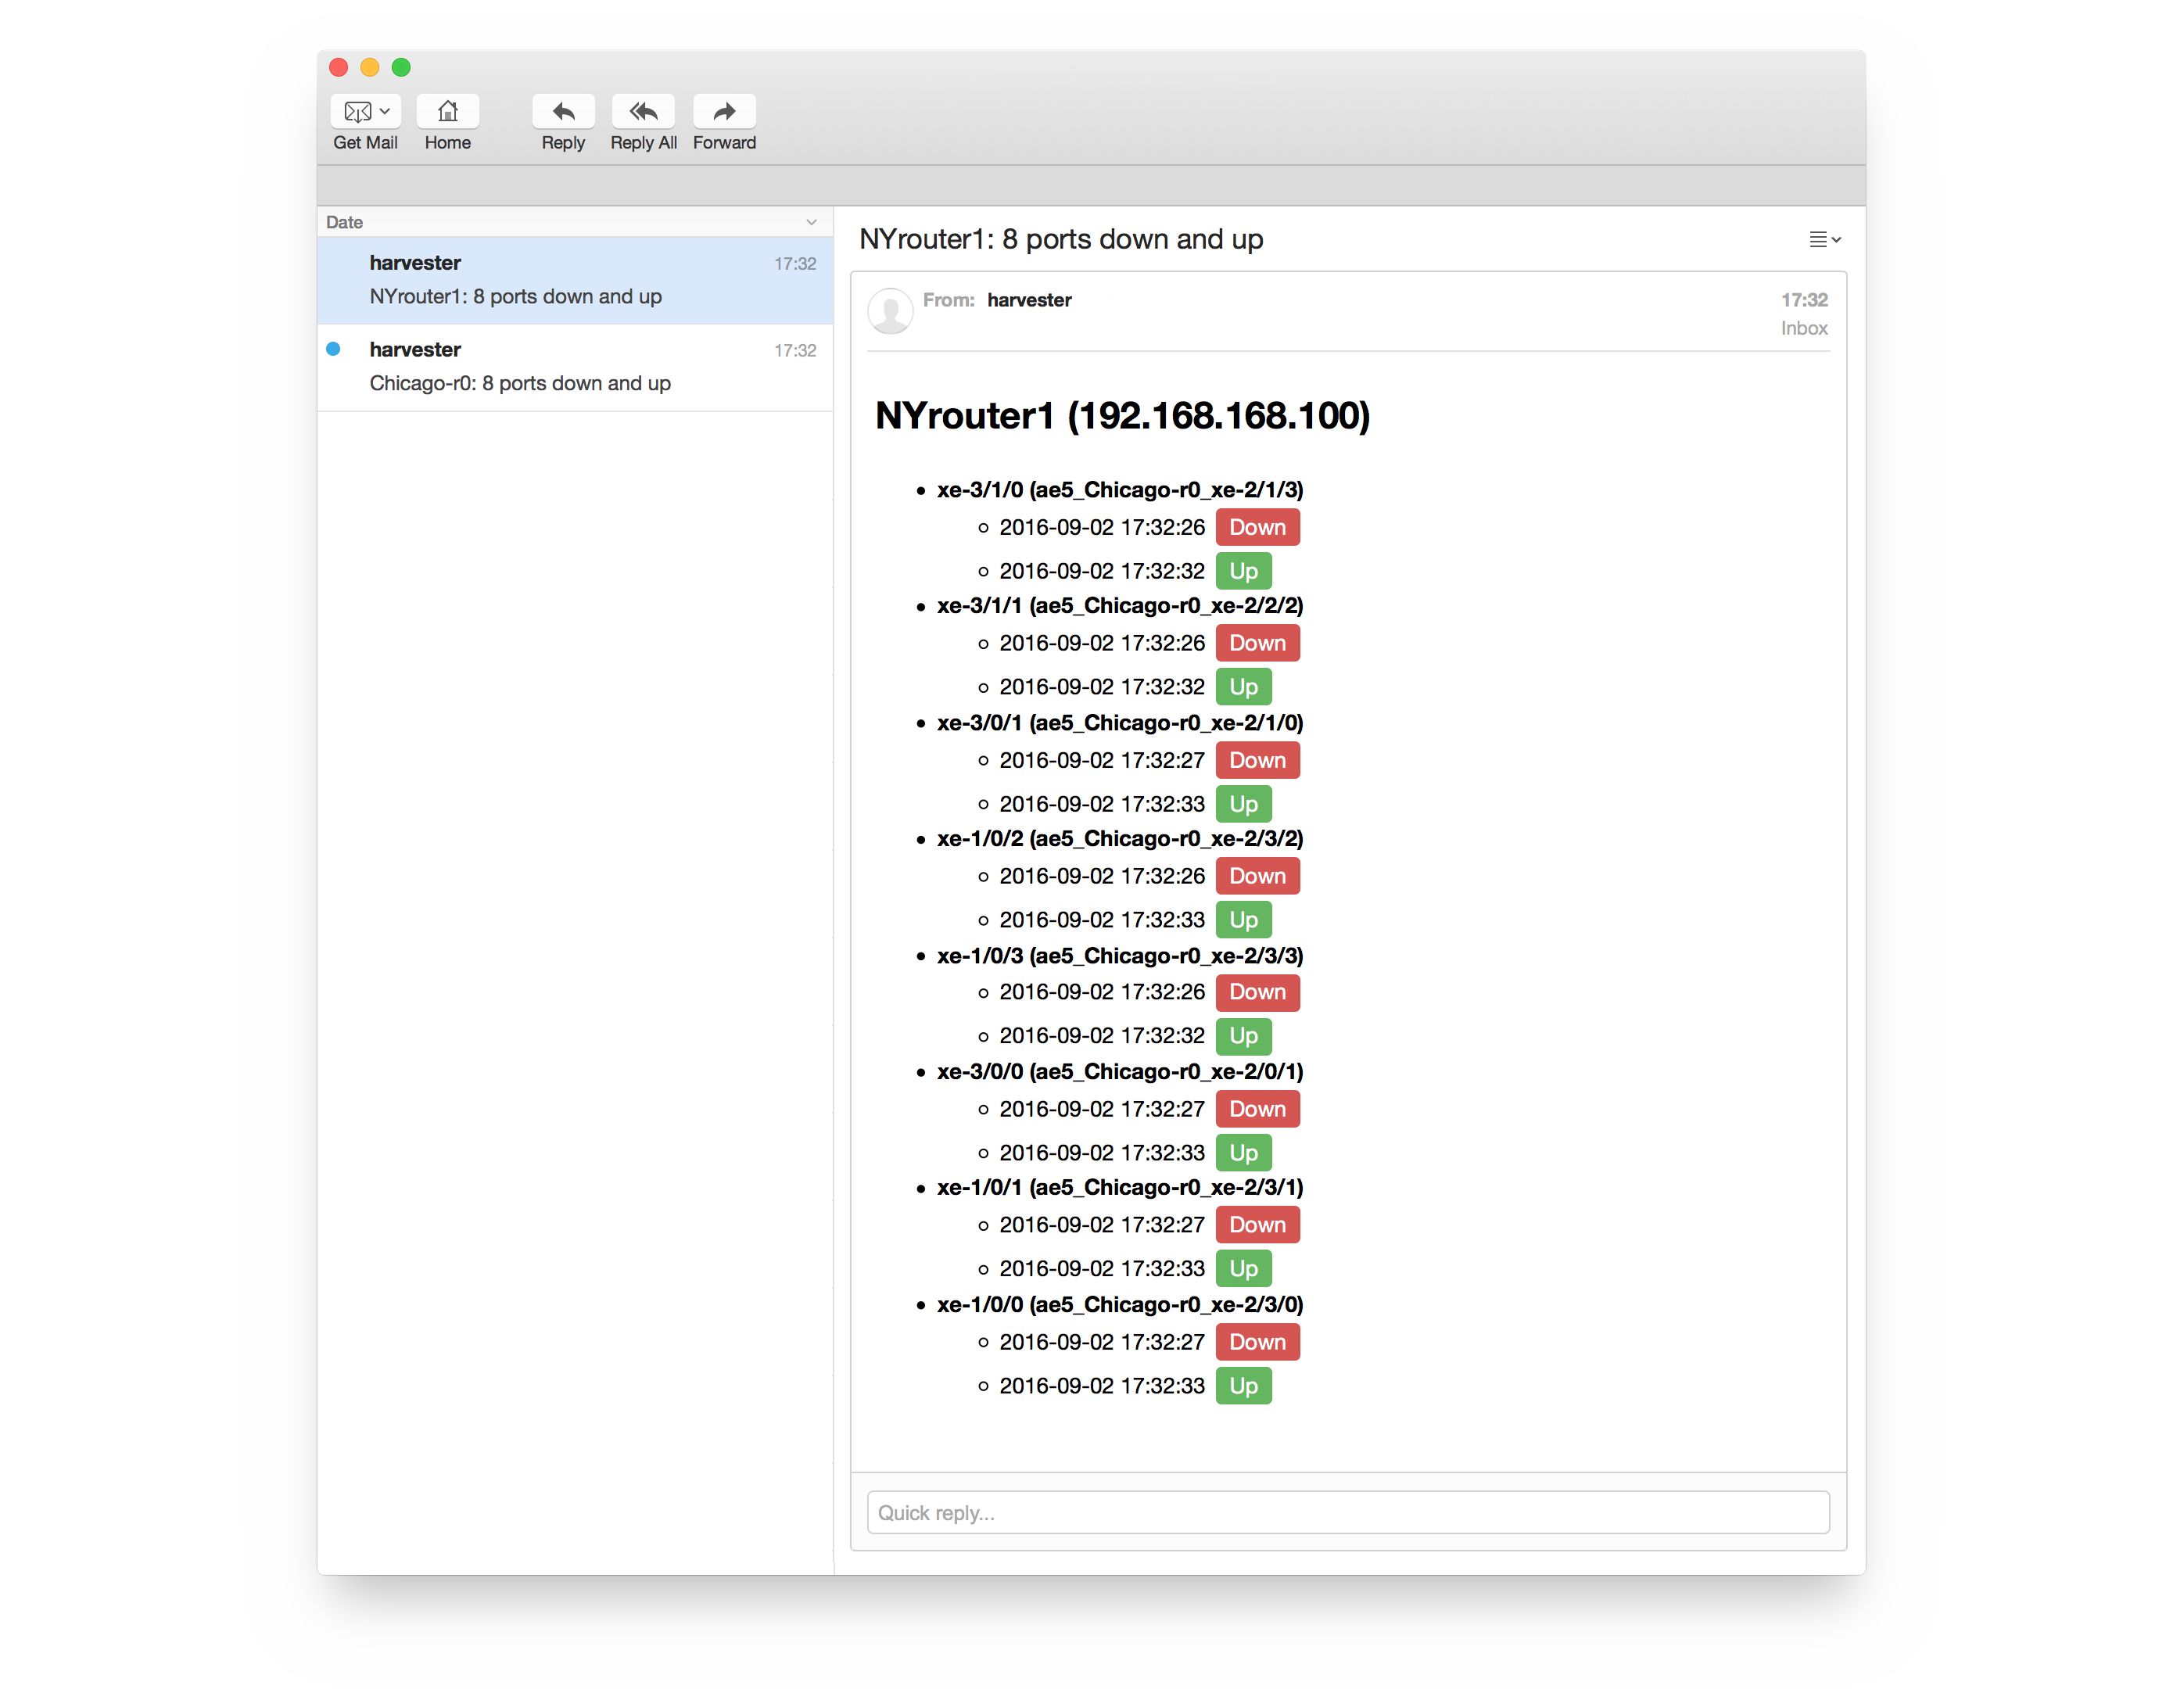 Get Mail
Home
Reply
Reply All
Forward
Date
harvester 17:32
NYrouter1: 8 ports down and up
harvester 17:32
Chicago-r0: 8 ports down and up
NYrouter1: 8 ports down and up
From: harvester 17:32
Inbox
NYrouter1 (192.168.168.100)
xe-3/1/0 (ae5_Chicago-r0_xe-2/1/3)
2016-09-02 17:32:26 Down
2016-09-02 17:32:32 Up
xe-3/1/1 (ae5_Chicago-r0_xe-2/2/2)
2016-09-02 17:32:26 Down
2016-09-02 17:32:32 Up
xe-3/0/1 (ae5_Chicago-r0_xe-2/1/0)
2016-09-02 17:32:27 Down
2016-09-02 17:32:33 Up
xe-1/0/2 (ae5_Chicago-r0_xe-2/3/2)
2016-09-02 17:32:26 Down
2016-09-02 17:32:33 Up
xe-1/0/3 (ae5_Chicago-r0_xe-2/3/3)
2016-09-02 17:32:26 Down
2016-09-02 17:32:32 Up
xe-3/0/0 (ae5_Chicago-r0_xe-2/0/1)
2016-09-02 17:32:27 Down
2016-09-02 17:32:33 Up
xe-1/0/1 (ae5_Chicago-r0_xe-2/3/1)
2016-09-02 17:32:27 Down
2016-09-02 17:32:33 Up
xe-1/0/0 (ae5_Chicago-r0_xe-2/3/0)
2016-09-02 17:32:27 Down
2016-09-02 17:32:33 Up
Quick reply...